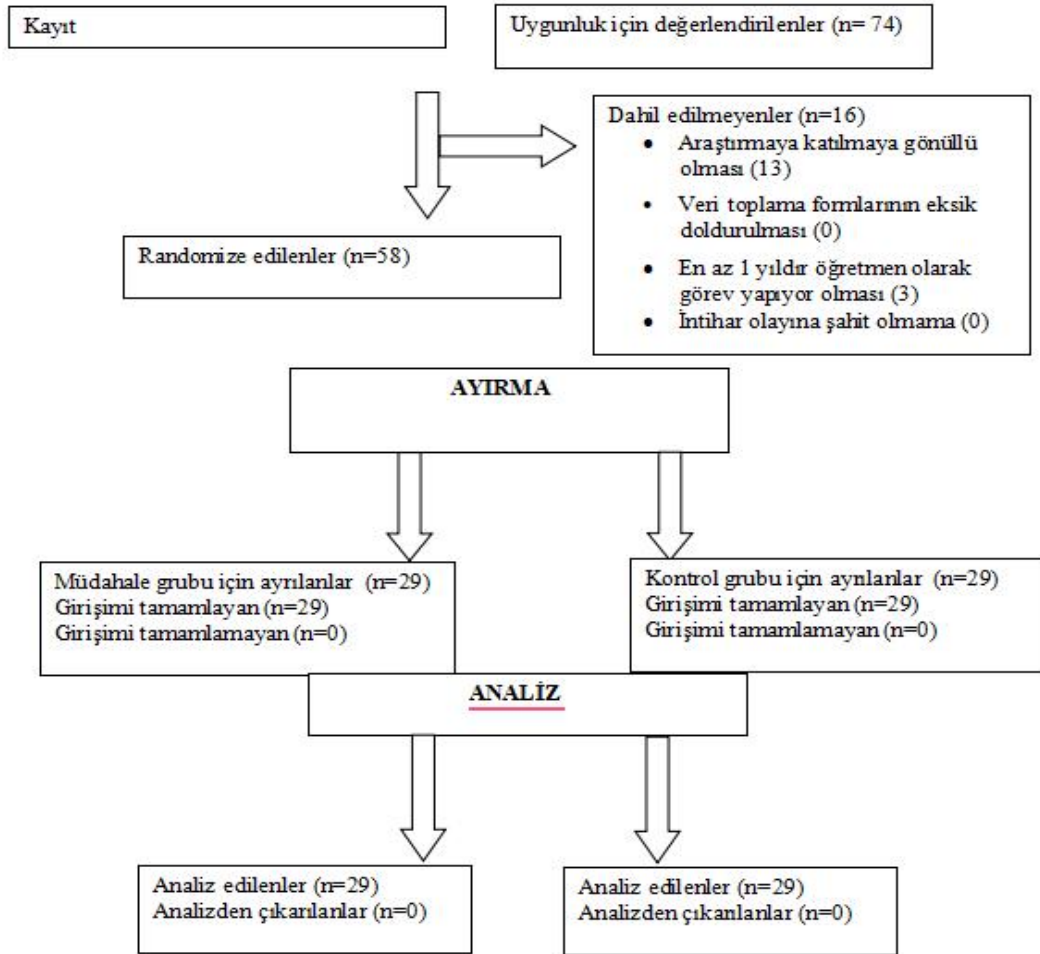 Kayıt
Uygunluk için değerlendirilenler (n= 74)
Dahil edilmeyenler (n=16)
• Araştırmaya katılmaya gönüllü
olması (13)
• Veri toplama formlarının eksik
doldurulması (0)
• En az 1 yıldır öğretmen olarak
görev yapıyor olması (3)
• İntihar olayına şahit olmama (0)
Randomize edilenler (n=58)
AYIRMA
Müdahale grubu için ayrılanlar (n=29)
Girişimi tamamlayan (n=29)
Girişimi tamamlamayan (n=0)
Kontrol grubu için ayrılanlar (n=29)
Girişimi tamamlayan (n=29)
Girişimi tamamlamayan (n=0)
ANALİZ
Analiz edilenler (n=29)
Analizden çıkarılanlar (n=0)
Analiz edilenler (n=29)
Analizden çıkarılanlar (n=0)